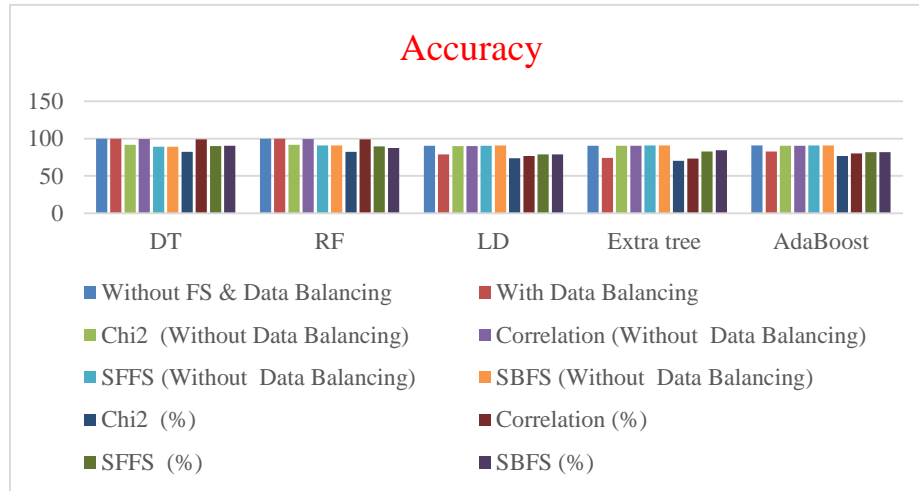 Accuracy
150
100
50
0
DT RF LD Extra tree AdaBoost
Without FS & Data Balancing With Data Balancing
Chi2 (Without Data Balancing) Correlation (Without Data Balancing)
SFFS (Without Data Balancing) SBFS (Without Data Balancing)
Chi2 (%) Correlation (%)
SFFS (%) SBFS (%)